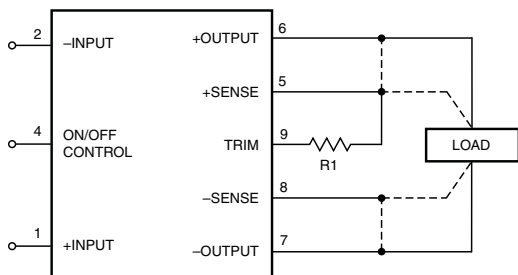 2
–INPUT
+OUTPUT
6
+SENSE
5
4
ON/OFF
CONTROL
TRIM
9
R1
LOAD
–SENSE
8
1
+INPUT
–OUTPUT
7